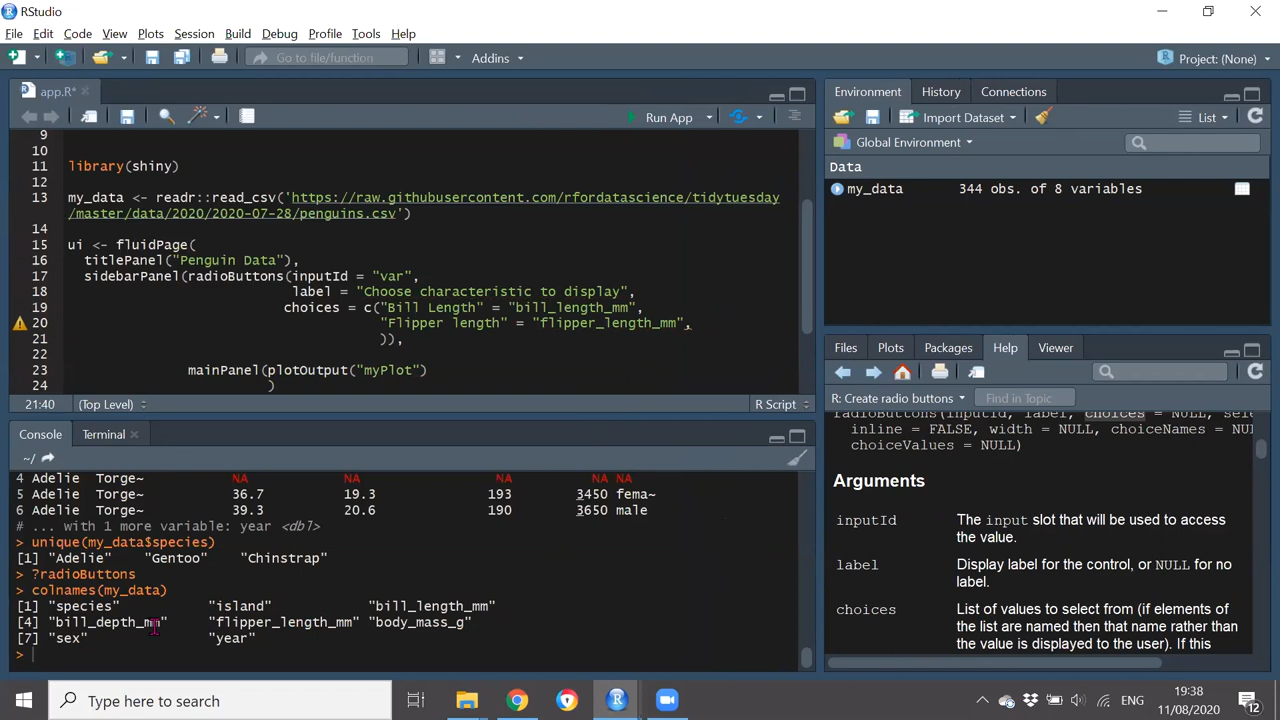 RStudio
File Edit Code View Plots Session Build Debug Profile Tools Help
Go to file/function Addins Project: (None)
app.R*
Run App
9
10
11 library(shiny)
12
13 my_data <- readr::read_csv('https://raw.githubusercontent.com/rfordatascience/tidytuesday
/master/data/2020/2020-07-28/penguins.csv')
14
15 ui <- fluidPage(
16 titlePanel("Penguin Data"),
17 sidebarPanel(radioButtons(inputId = "var",
18 label = "Choose characteristic to display",
19 choices = c("Bill Length" = "bill_length_mm",
20 "Flipper length" = "flipper_length_mm",
21 )),
22
23 mainPanel(plotOutput("myPlot")
24 )
21:40 (Top Level) R Script
Console Terminal
~/
4 Adelie Torge~ NA NA NA NA NA
5 Adelie Torge~ 36.7 19.3 193 3450 fema~
6 Adelie Torge~ 39.3 20.6 190 3650 male
# ... with 1 more variable: year <dbl>
> unique(my_data$species)
[1] "Adelie" "Gentoo" "Chinstrap"
> ?radioButtons
> colnames(my_data)
[1] "species" "island" "bill_length_mm"
[4] "bill_depth_mm" "flipper_length_mm" "body_mass_g"
[7] "sex" "year"
>
Environment History Connections
Import Dataset List
Global Environment
Data
my_data 344 obs. of 8 variables
Files Plots Packages Help Viewer
R: Create radio buttons Find in Topic
radioButtons(inputId, label, choices = NULL, sele
inline = FALSE, width = NULL, choiceNames = NU
choiceValues = NULL)
Arguments
inputId The input slot that will be used to access
the value.
label Display label for the control, or NULL for no
label.
choices List of values to select from (if elements of
the list are named then that name rather than
the value is displayed to the user). If this
Type here to search
ENG
19:38
11/08/2020
12